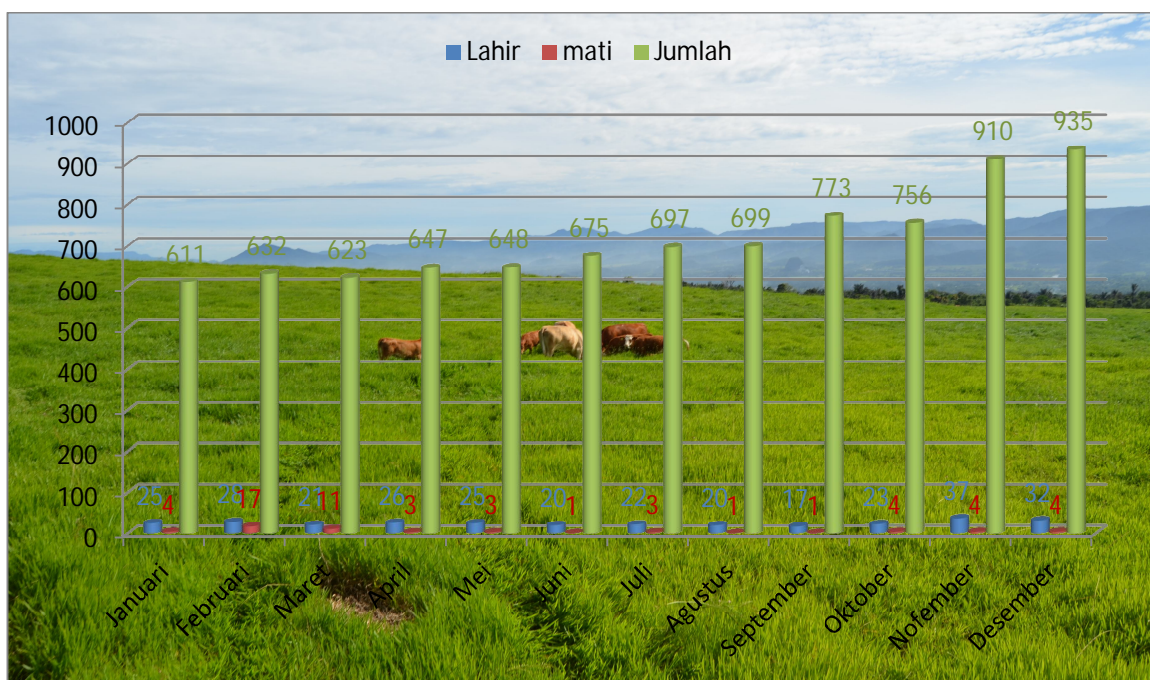 Lahir mati Jumlah
1000
900
800
700
600
500
400
300
200
100
0
611 632 623 647 648 675 697 699 773 756 910 935
25 28 21 26 25 20 22 20 17 23 37 32
4 17 11 3 3 1 3 1 1 4 4 4
Januari
Februari
Maret
April
Mei
Juni
Juli
Agustus
September
Oktober
Nofember
Desember